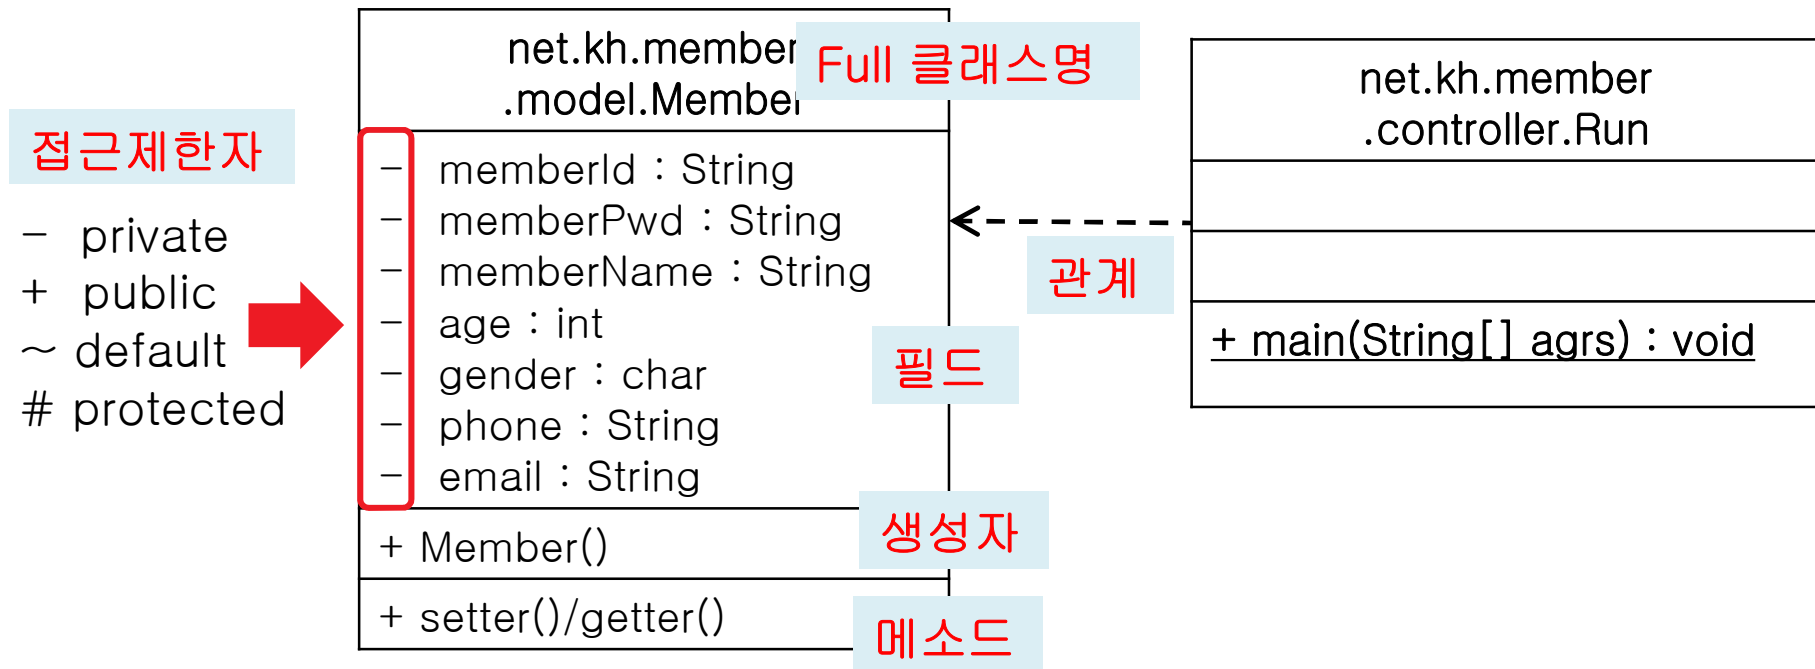 접근제한자
- private
+ public
~ default
# protected
net.kh.member
.model.Member
Full 클래스명
- memberId : String
- memberPwd : String
- memberName : String
- age : int
- gender : char
- phone : String
- email : String
필드
+ Member()
생성자
+ setter()/getter()
메소드
관계
net.kh.member
.controller.Run
+ main(String[] agrs) : void